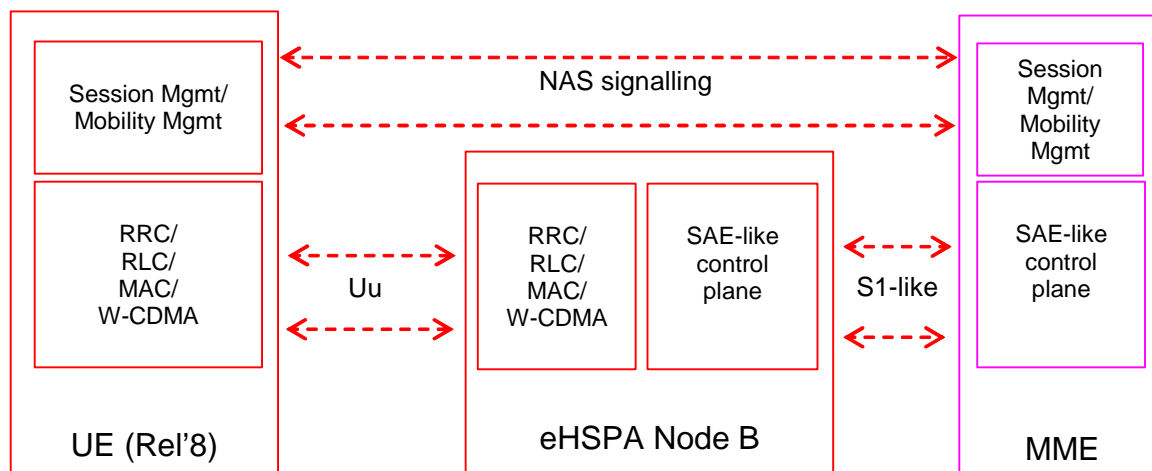 Session Mgmt/
Mobility Mgmt
NAS signalling
Session
Mgmt/
Mobility
Mgmt
RRC/
RLC/
MAC/
W-CDMA
Uu
RRC/
RLC/
MAC/
W-CDMA
SAE-like
control
plane
S1-like
SAE-like
control
plane
UE (Rel’8)
eHSPA Node B
MME